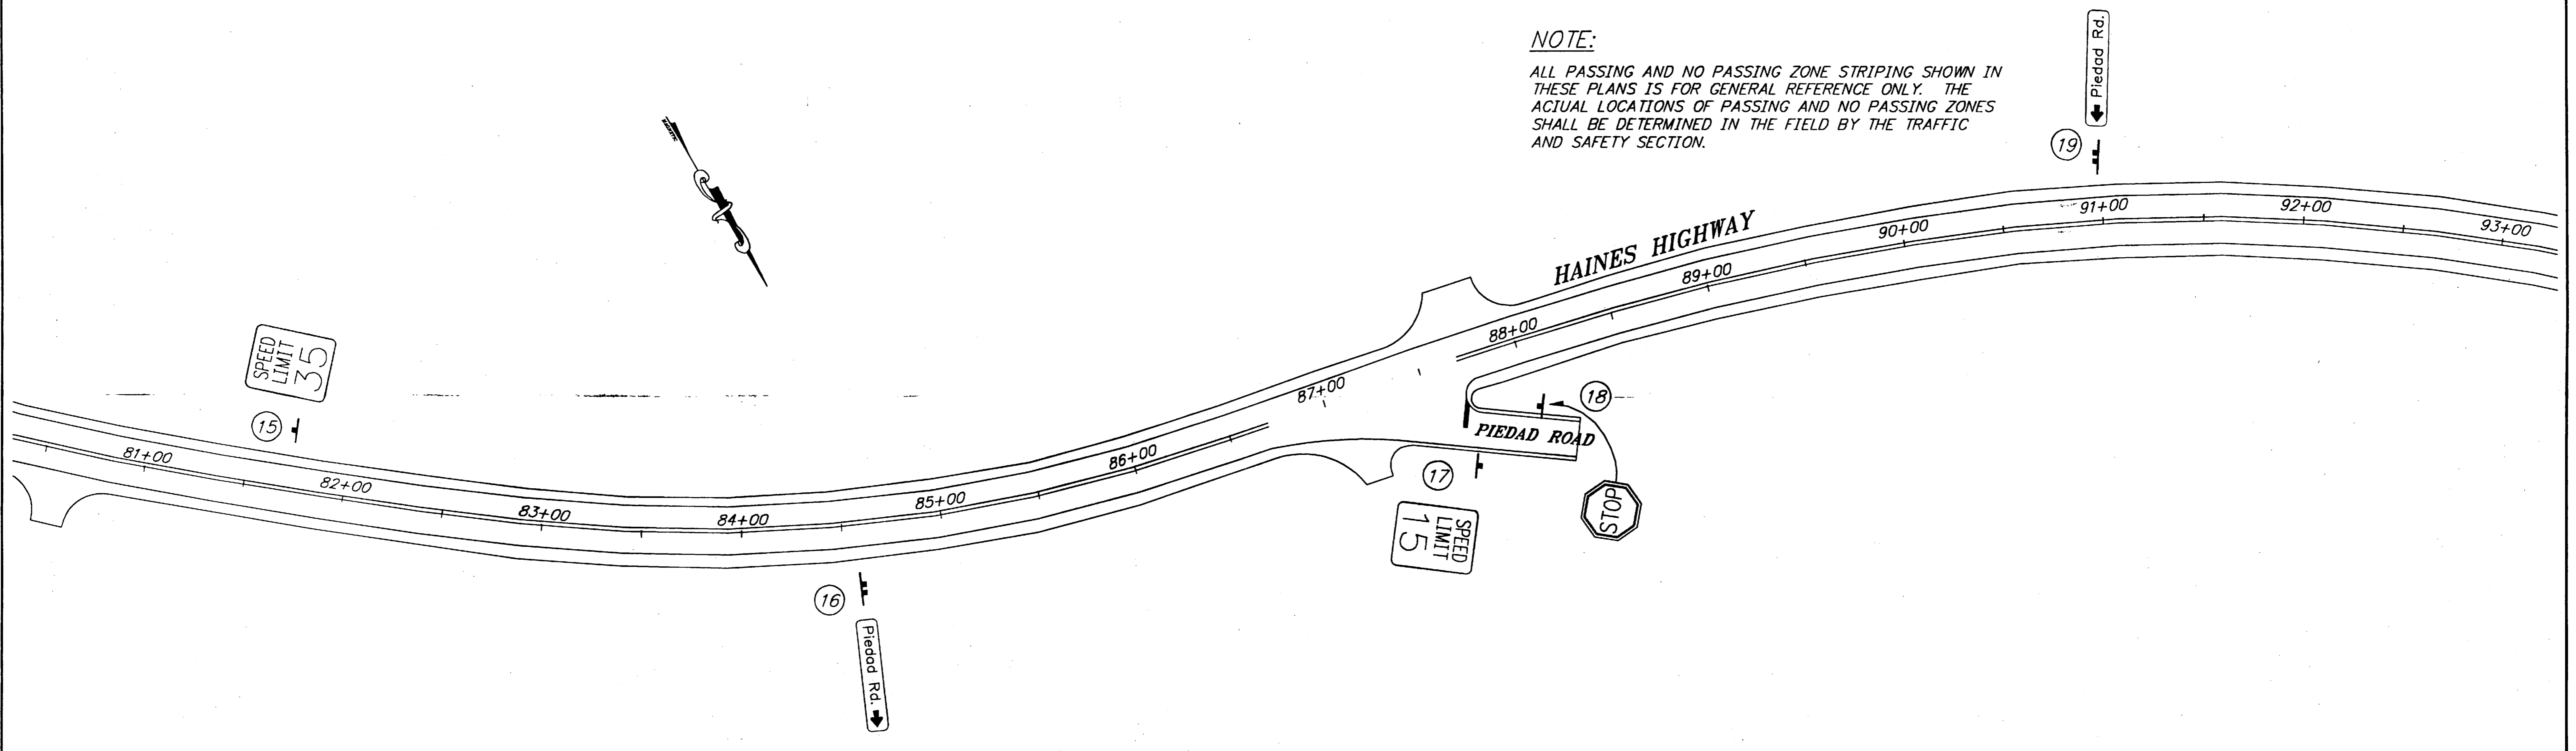 NOTE:
ALL PASSING AND NO PASSING ZONE STRIPING SHOWN IN
THESE PLANS IS FOR GENERAL REFERENCE ONLY. THE
ACIUAL LOCATIONS OF PASSING AND NO PASSING ZONES
SHALL BE DETERMINED IN THE FIELD BY THE TRAFFIC
AND SAFETY SECTION.
Piedad Rd.
19
HAINES HIGHWAY
81+00
82+00
83+00
84+00
85+00
86+00
87+00
88+00
89+00
90+00
91+00
92+00
93+00
SPEED
LIMIT
35
15
16
Piedad Rd.
17
SPEED
LIMIT
15
18
PIEDAD ROAD
STOP